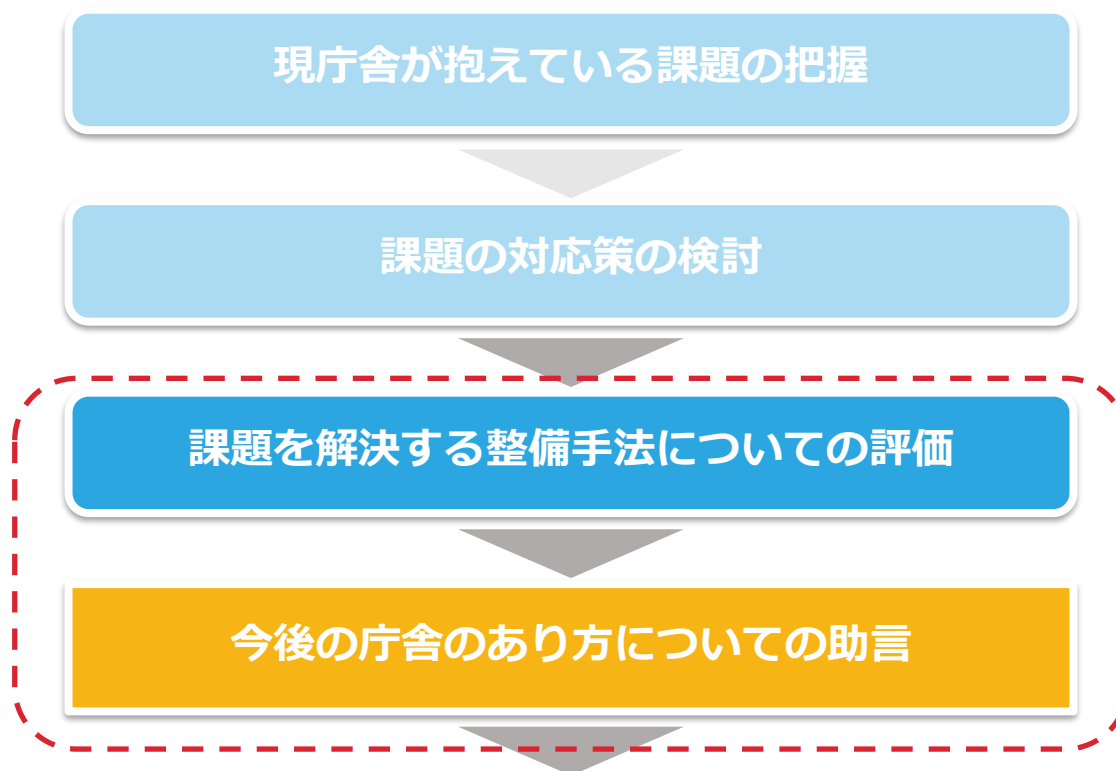 現庁舎が抱えている課題の把握
課題の対応策の検討
課題を解決する整備手法についての評価
今後の庁舎のあり方についての助言